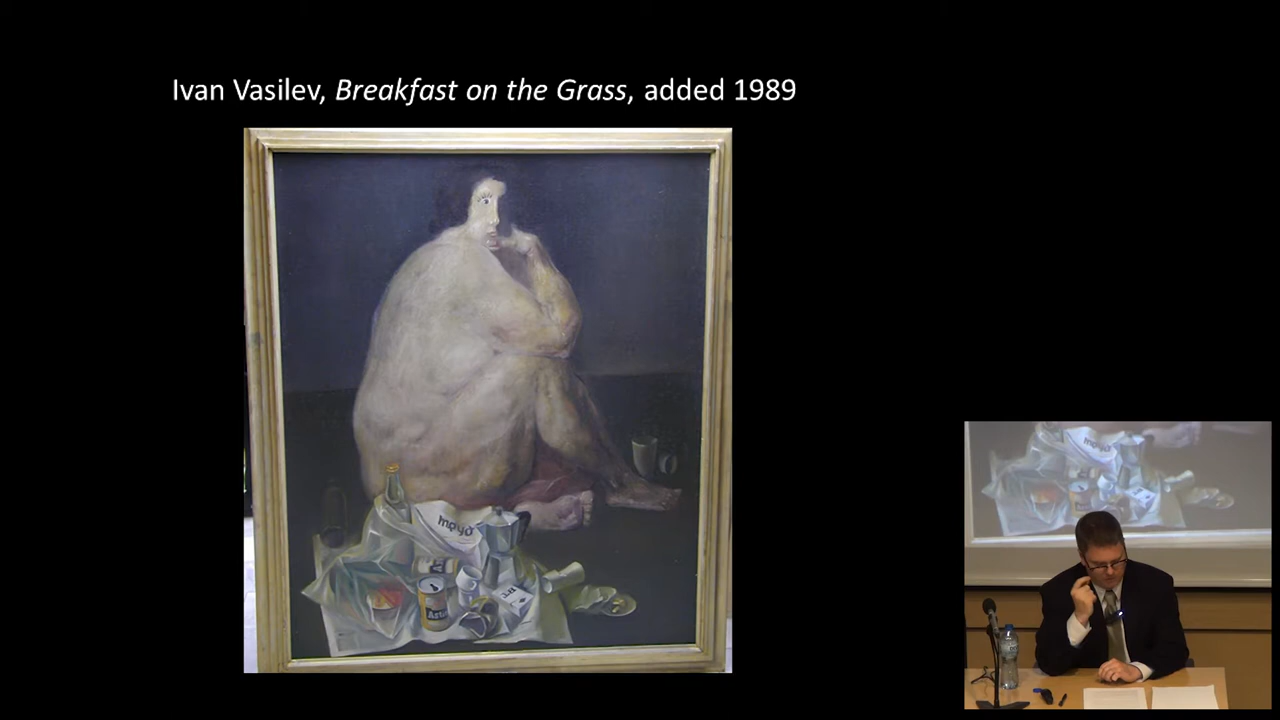 Ivan Vasilev, Breakfast on the Grass, added 1989